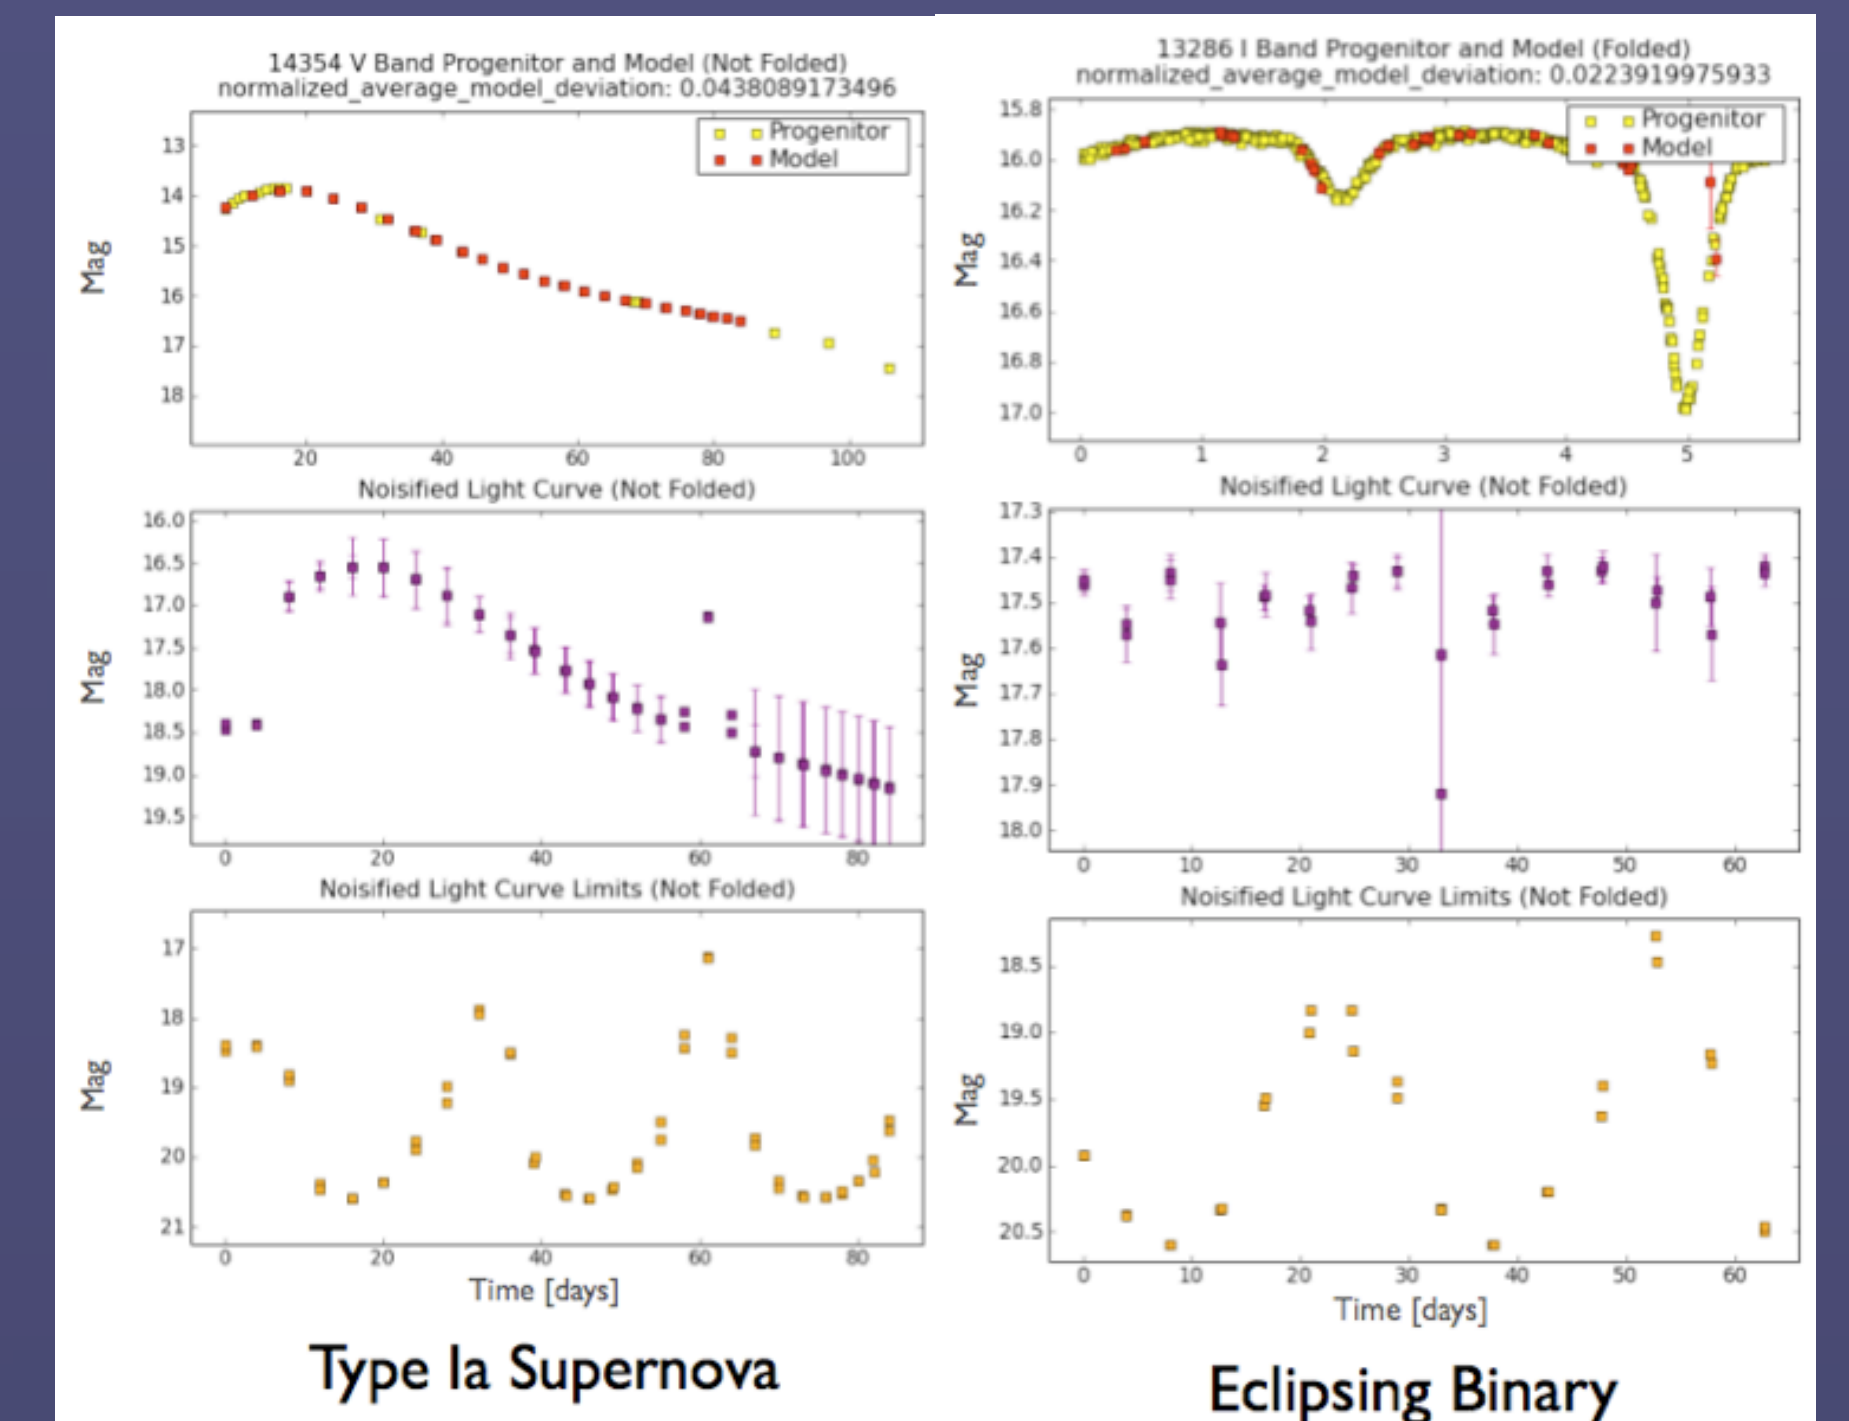 14354 V Band Progenitor and Model (Not Folded)
normalized_average_model_deviation: 0.0438089173496
Progenitor
Model
13
14
15
16
17
18
Mag
20 40 60 80 100
Noisified Light Curve (Not Folded)
16.0
16.5
17.0
17.5
18.0
18.5
19.0
19.5
Mag
0 20 40 60 80
Noisified Light Curve Limits (Not Folded)
17
18
19
20
21
Mag
0 20 40 60 80
Time [days]
Type Ia Supernova
13286 I Band Progenitor and Model (Folded)
normalized_average_model_deviation: 0.0223919975933
Progenitor
Model
15.8
16.0
16.2
16.4
16.6
16.8
17.0
Mag
0 1 2 3 4 5
Noisified Light Curve (Not Folded)
17.3
17.4
17.5
17.6
17.7
17.8
17.9
18.0
Mag
0 10 20 30 40 50 60
Noisified Light Curve Limits (Not Folded)
18.5
19.0
19.5
20.0
20.5
Mag
0 10 20 30 40 50 60
Time [days]
Eclipsing Binary